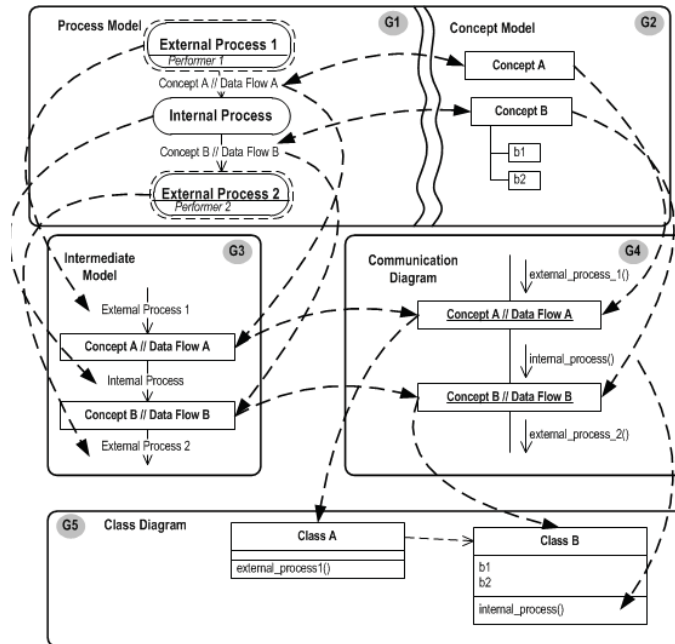 Process Model
G1
External Process 1
Performer 1
Concept A // Data Flow A
Internal Process
Concept B // Data Flow B
External Process 2
Performer 2
Concept Model
G2
Concept A
Concept B
b1
b2
Intermediate
Model
G3
External Process 1
Concept A // Data Flow A
Internal Process
Concept B // Data Flow B
External Process 2
Communication
Diagram
G4
external_process_1()
Concept A // Data Flow A
internal_process()
Concept B // Data Flow B
external_process_2()
G5
Class Diagram
Class A
external_process1()
Class B
b1
b2
internal_process()